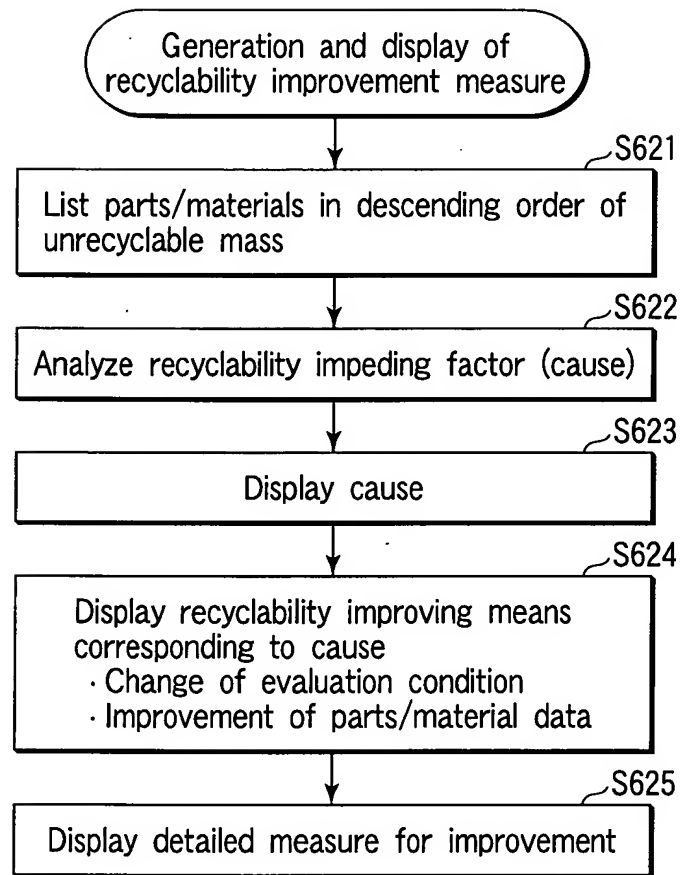 Generation and display of
recyclability improvement measure
S621
List parts/materials in descending order of
unrecyclable mass
S622
Analyze recyclability impeding factor (cause)
S623
Display cause
S624
Display recyclability improving means
corresponding to cause
· Change of evaluation condition
· Improvement of parts/material data
S625
Display detailed measure for improvement